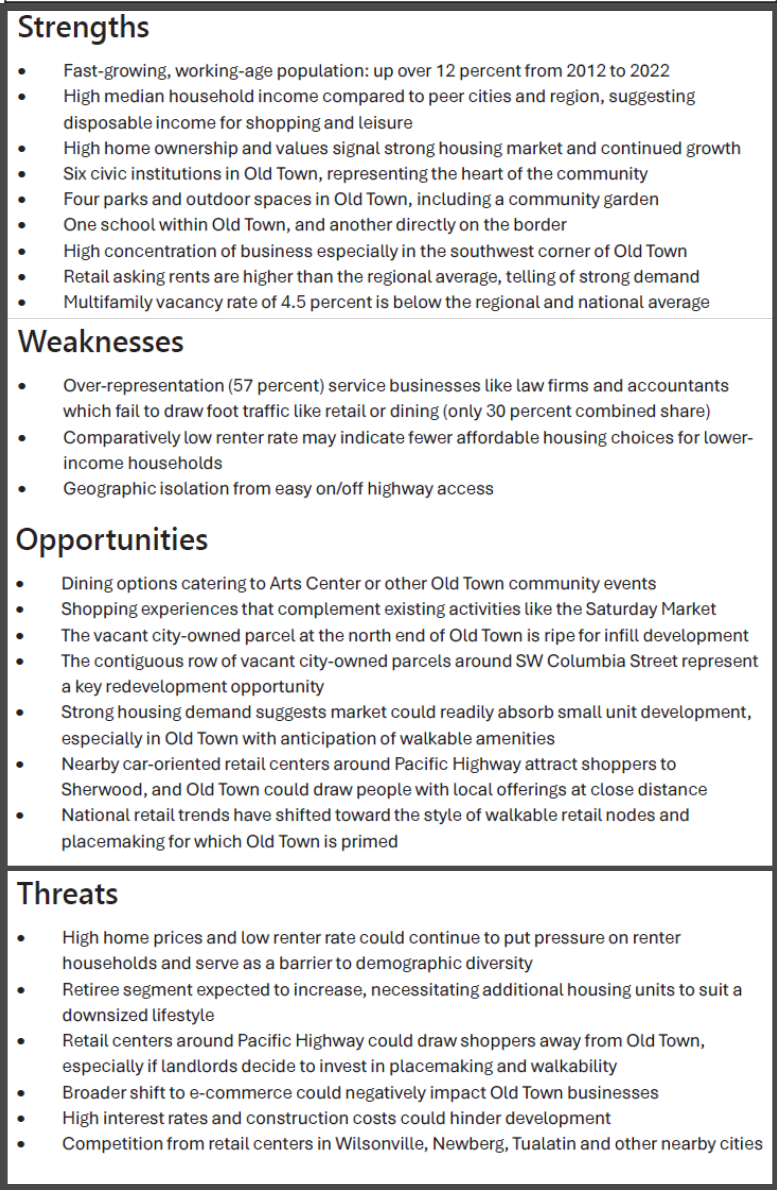 Strengths
• Fast-growing, working-age population: up over 12 percent from 2012 to 2022
• High median household income compared to peer cities and region, suggesting
disposable income for shopping and leisure
• High home ownership and values signal strong housing market and continued growth
• Six civic institutions in Old Town, representing the heart of the community
• Four parks and outdoor spaces in Old Town, including a community garden
• One school within Old Town, and another directly on the border
• High concentration of business especially in the southwest corner of Old Town
• Retail asking rents are higher than the regional average, telling of strong demand
• Multifamily vacancy rate of 4.5 percent is below the regional and national average
Weaknesses
• Over-representation (57 percent) service businesses like law firms and accountants
which fail to draw foot traffic like retail or dining (only 30 percent combined share)
• Comparatively low renter rate may indicate fewer affordable housing choices for lower-
income households
• Geographic isolation from easy on/off highway access
Opportunities
• Dining options catering to Arts Center or other Old Town community events
• Shopping experiences that complement existing activities like the Saturday Market
• The vacant city-owned parcel at the north end of Old Town is ripe for infill development
• The contiguous row of vacant city-owned parcels around SW Columbia Street represent
a key redevelopment opportunity
• Strong housing demand suggests market could readily absorb small unit development,
especially in Old Town with anticipation of walkable amenities
• Nearby car-oriented retail centers around Pacific Highway attract shoppers to
Sherwood, and Old Town could draw people with local offerings at close distance
• National retail trends have shifted toward the style of walkable retail nodes and
placemaking for which Old Town is primed
Threats
• High home prices and low renter rate could continue to put pressure on renter
households and serve as a barrier to demographic diversity
• Retiree segment expected to increase, necessitating additional housing units to suit a
downsized lifestyle
• Retail centers around Pacific Highway could draw shoppers away from Old Town,
especially if landlords decide to invest in placemaking and walkability
• Broader shift to e-commerce could negatively impact Old Town businesses
• High interest rates and construction costs could hinder development
• Competition from retail centers in Wilsonville, Newberg, Tualatin and other nearby cities